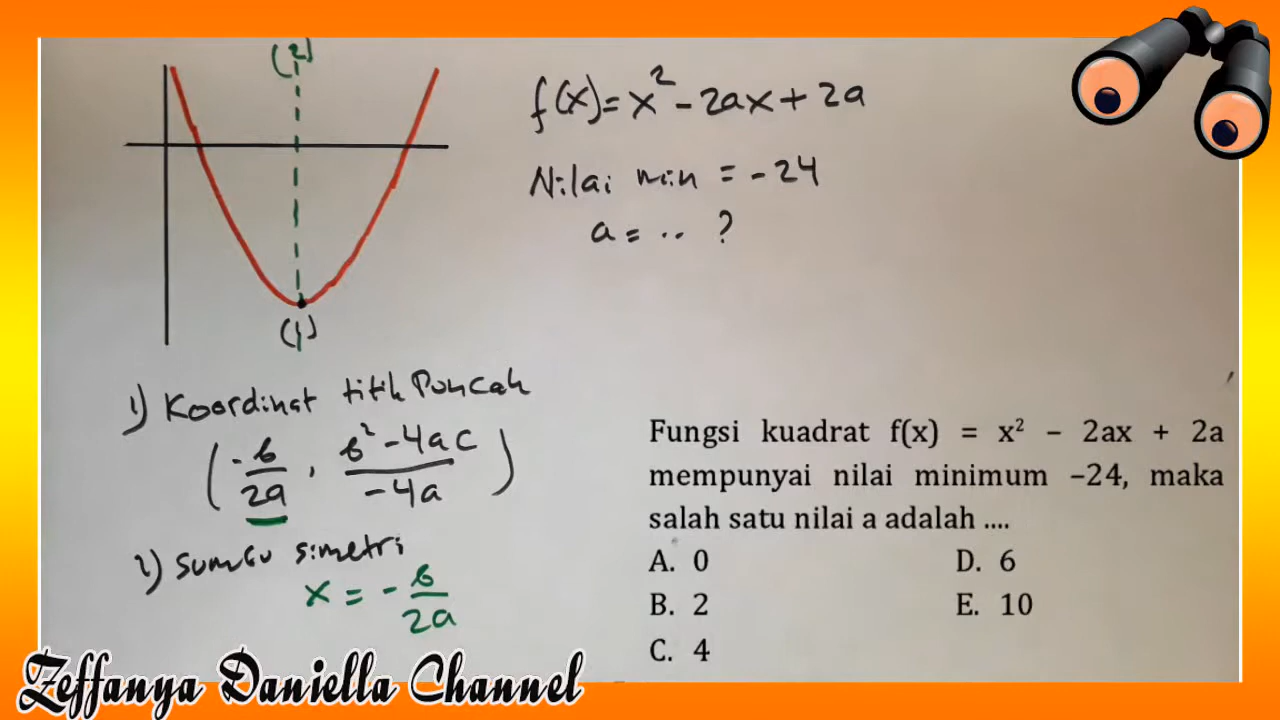 (2)
f(x) = x² - 2ax + 2a
Nilai min = -24
a = .. ?
(1)
1) Koordinat titik Puncak
(-b/2a , b² - 4ac / -4a)
2) Sumbu simetri
x = - b/2a
Fungsi kuadrat f(x) = x² − 2ax + 2a
mempunyai nilai minimum −24, maka
salah satu nilai a adalah ....
A. 0
B. 2
C. 4
D. 6
E. 10
Zeffanya Daniella Channel